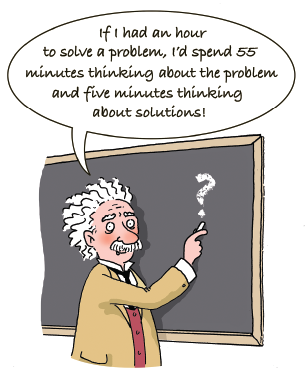 If I had an hour
to solve a problem, I'd spend 55
minutes thinking about the problem
and five minutes thinking
about solutions!
?